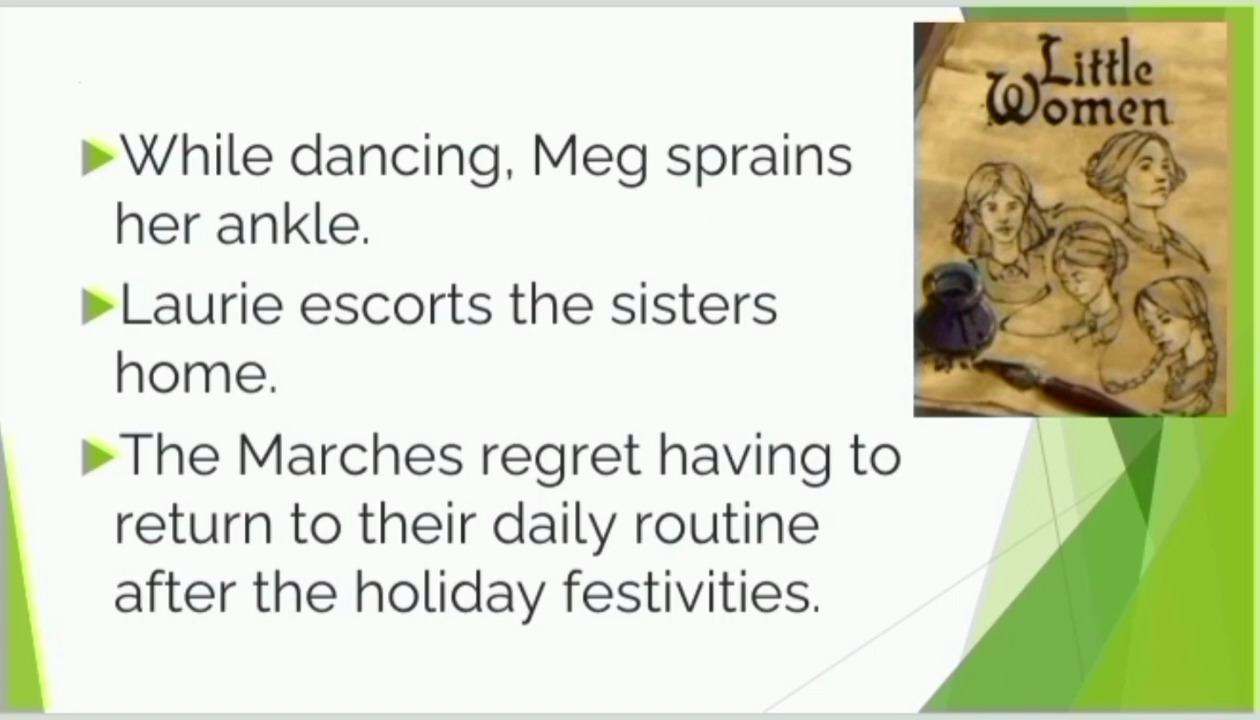 Little
Women
While dancing, Meg sprains
her ankle.
Laurie escorts the sisters
home.
The Marches regret having to
return to their daily routine
after the holiday festivities.